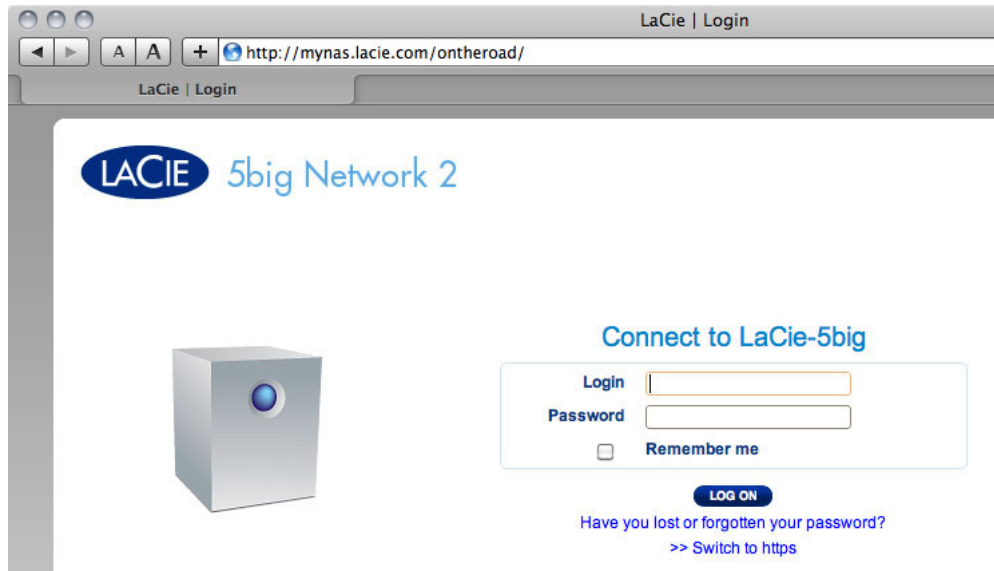 LaCie | Login
A A + http://mynas.lacie.com/ontheroad/
LaCie | Login
LACIE 5big Network 2
Connect to LaCie-5big
Login
Password
Remember me
LOG ON
Have you lost or forgotten your password?
>> Switch to https